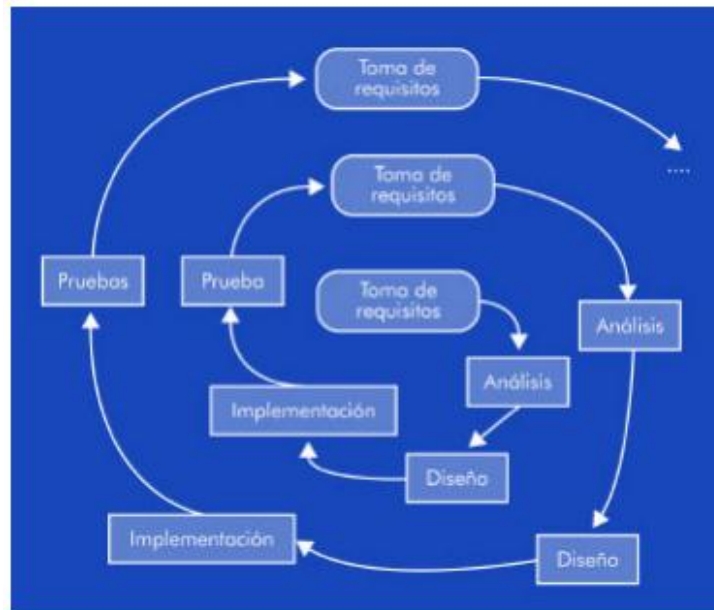 Toma de
requisitos
....
Toma de
requisitos
Pruebas
Prueba
Toma de
requisitos
Análisis
Análisis
Implementación
Diseño
Implementación
Diseño